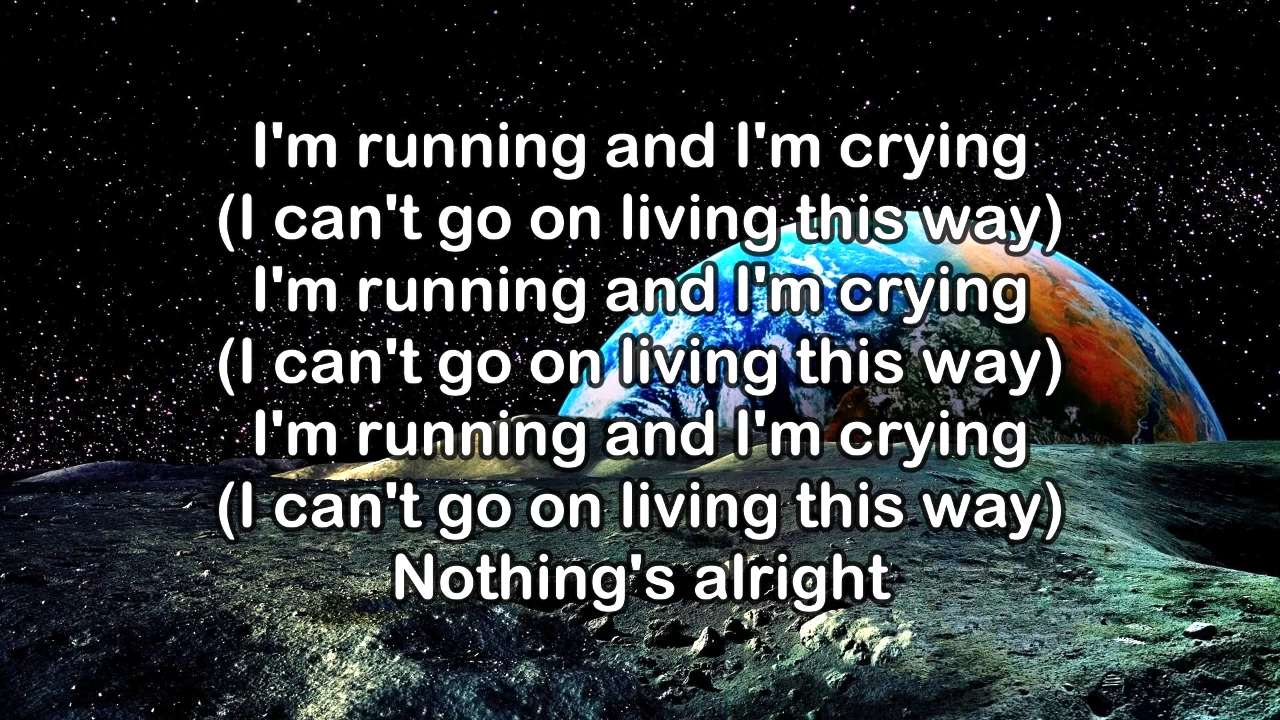 I'm running and I'm crying
(I can't go on living this way)
I'm running and I'm crying
(I can't go on living this way)
I'm running and I'm crying
(I can't go on living this way)
Nothing's alright